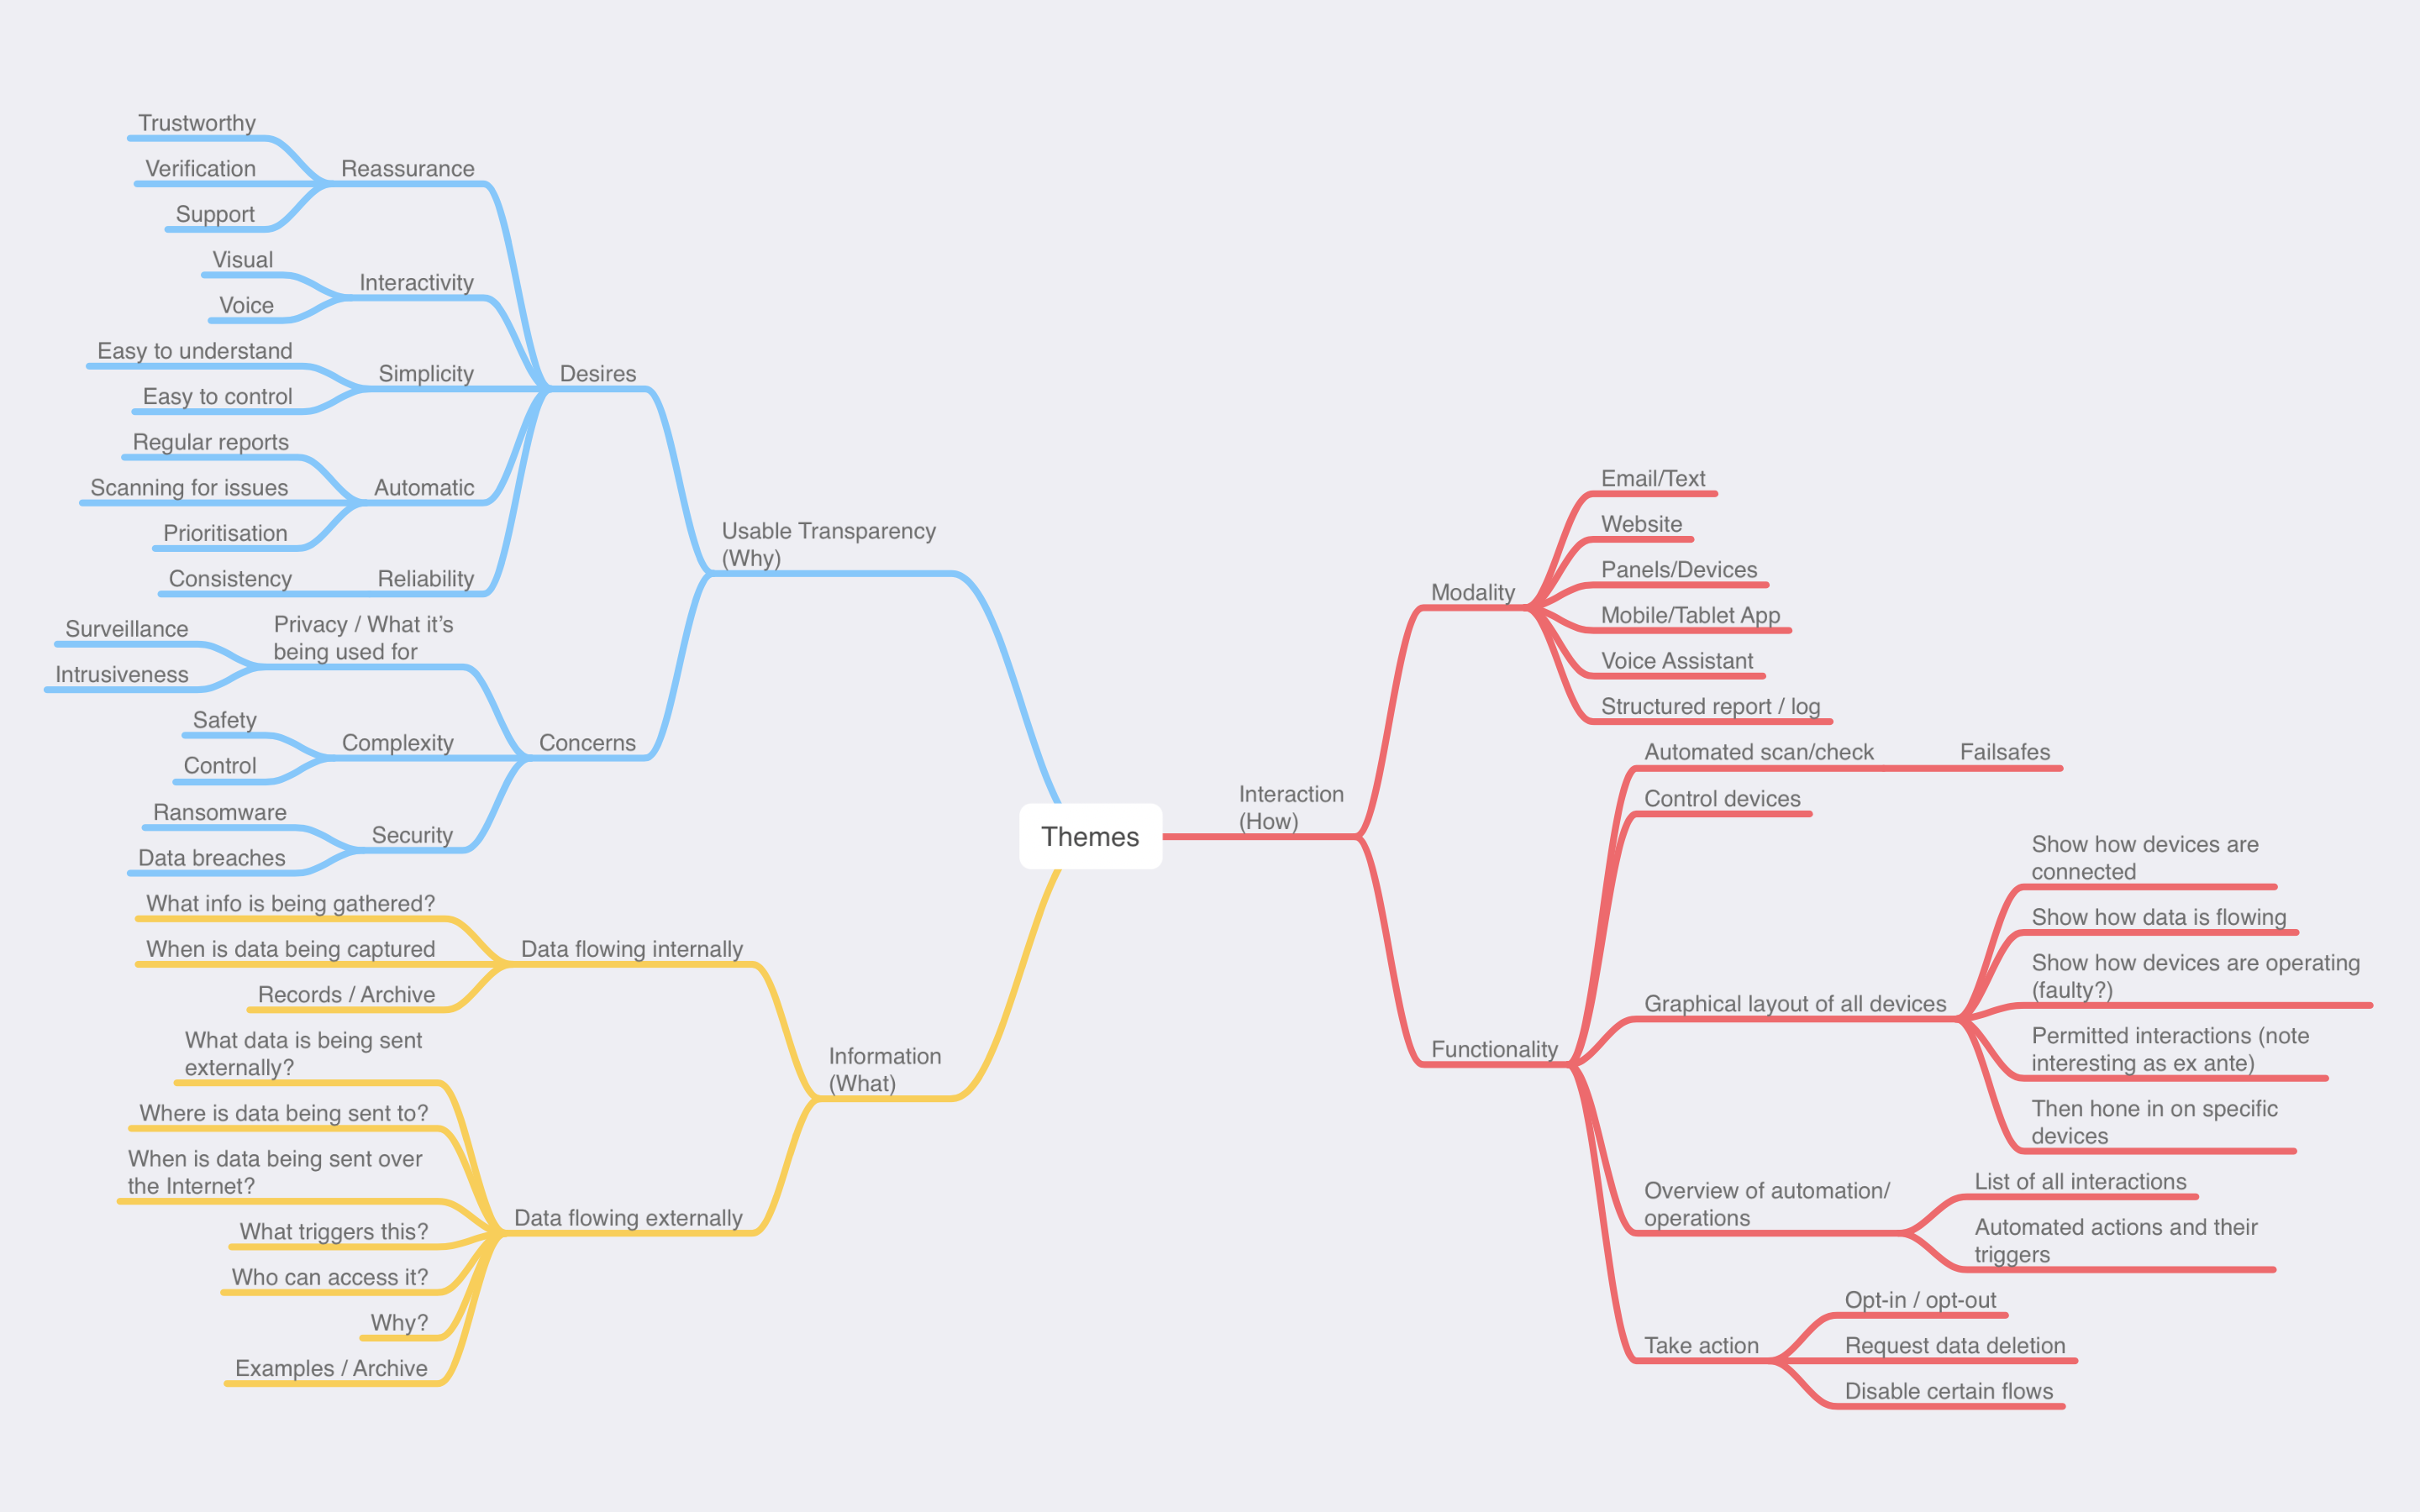 Trustworthy
Verification
Support
Reassurance
Visual
Voice
Interactivity
Easy to understand
Easy to control
Simplicity
Regular reports
Scanning for issues
Prioritisation
Automatic
Consistency
Reliability
Desires
Surveillance
Intrusiveness
Privacy / What it’s
being used for
Safety
Control
Complexity
Ransomware
Data breaches
Security
Concerns
Usable Transparency
(Why)
What info is being gathered?
When is data being captured
Records / Archive
Data flowing internally
What data is being sent
externally?
Where is data being sent to?
When is data being sent over
the Internet?
What triggers this?
Who can access it?
Why?
Examples / Archive
Data flowing externally
Information
(What)
Themes
Interaction
(How)
Modality
Email/Text
Website
Panels/Devices
Mobile/Tablet App
Voice Assistant
Structured report / log
Functionality
Automated scan/check
Failsafes
Control devices
Graphical layout of all devices
Show how devices are
connected
Show how data is flowing
Show how devices are operating
(faulty?)
Permitted interactions (note
interesting as ex ante)
Then hone in on specific
devices
Overview of automation/
operations
List of all interactions
Automated actions and their
triggers
Take action
Opt-in / opt-out
Request data deletion
Disable certain flows